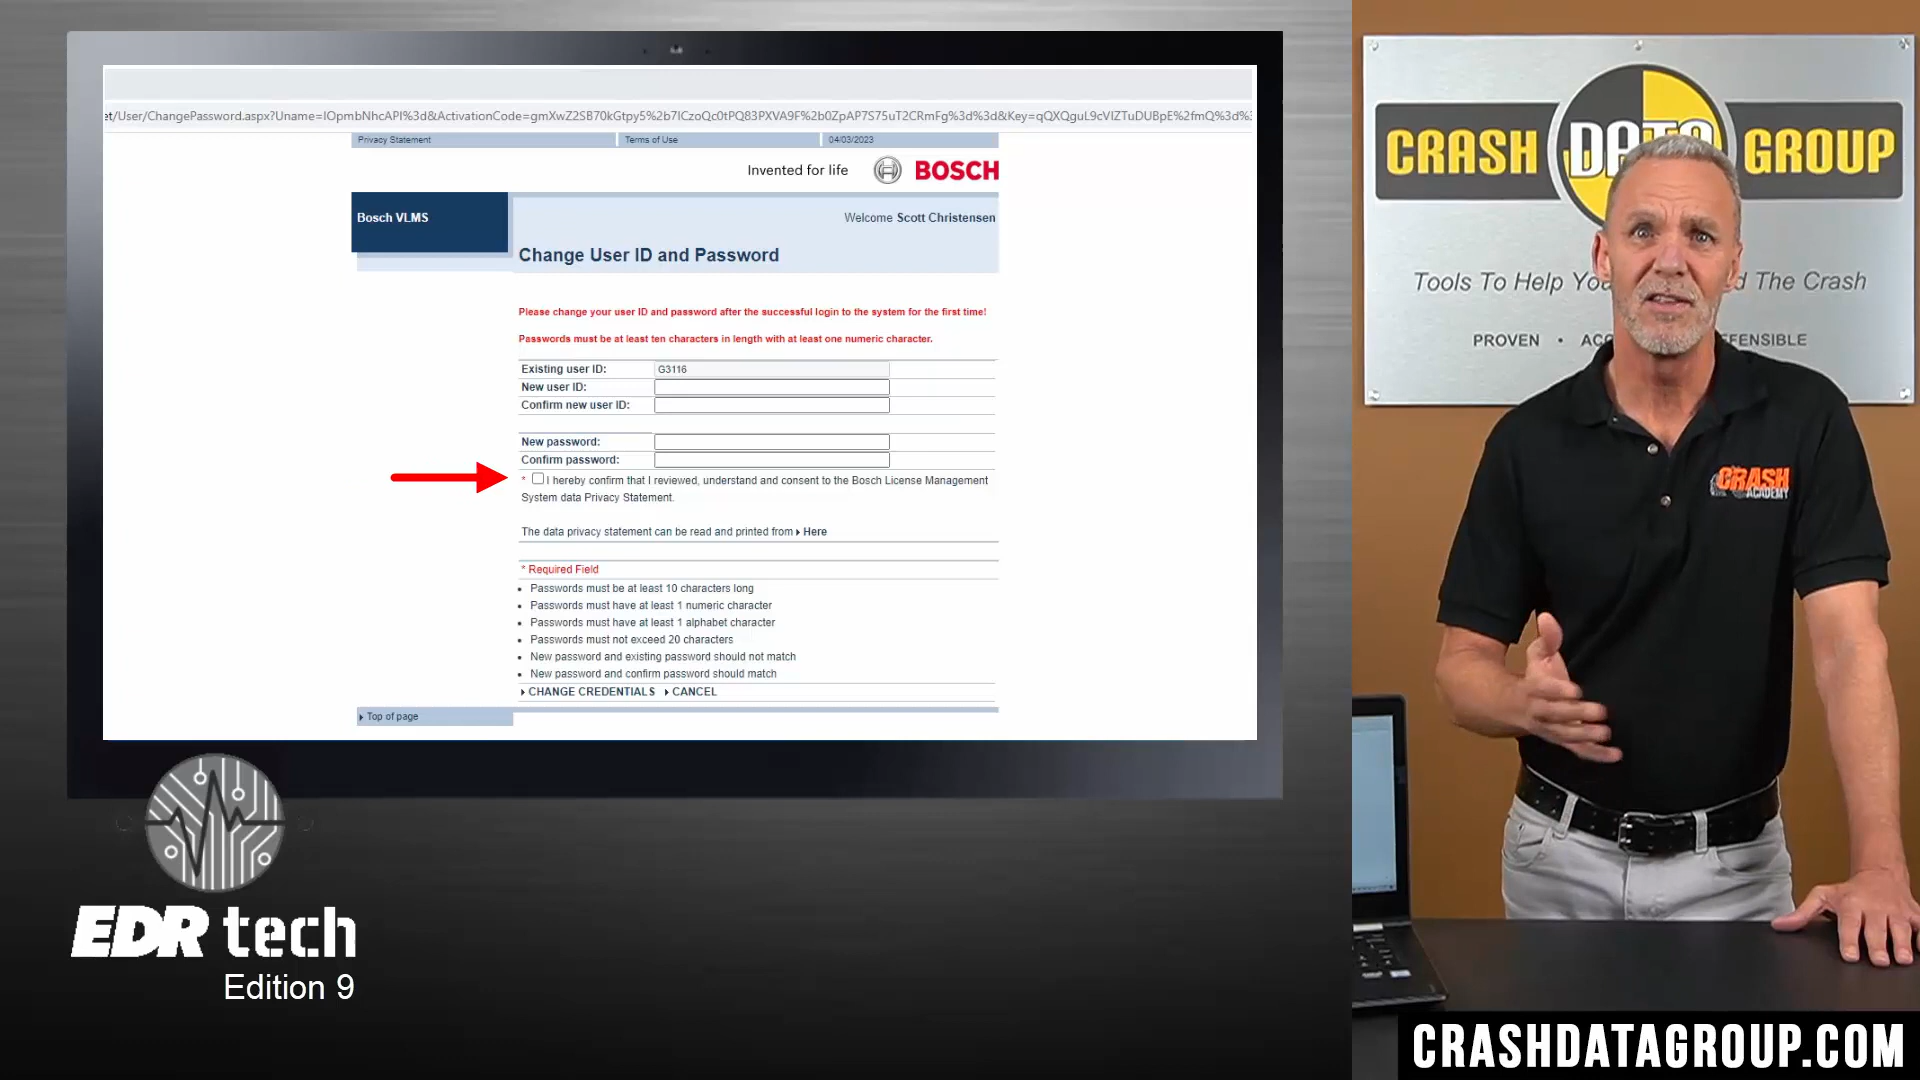 et/User/ChangePassword.aspx?Uname=IOpmbNhcAPI%3d&ActivationCode=gmXwZ2SB70kGtpy5%2b7ICzoQc0tPQ83PXVA9F%2b0ZpAP7S75uT2CRmFg%3d%3d&Key=qQXQguL9cVIZTuDUBpE%2fmQ%3d%
Privacy Statement
Terms of Use
04/03/2023
Invented for life
BOSCH
Bosch VLMS
Welcome Scott Christensen
Change User ID and Password
Please change your user ID and password after the successful login to the system for the first time!
Passwords must be at least ten characters in length with at least one numeric character.
Existing user ID: G3116
New user ID:
Confirm new user ID:
New password:
Confirm password:
* I hereby confirm that I reviewed, understand and consent to the Bosch License Management
System data Privacy Statement.
The data privacy statement can be read and printed from Here
* Required Field
Passwords must be at least 10 characters long
Passwords must have at least 1 numeric character
Passwords must have at least 1 alphabet character
Passwords must not exceed 20 characters
New password and existing password should not match
New password and confirm password should match
CHANGE CREDENTIALS CANCEL
Top of page
EDR tech
Edition 9
CRASH DATA GROUP
Tools To Help You d The Crash
PROVEN • ACC FENSIBLE
CRASH
ACADEMY
CRASHDATAGROUP.COM